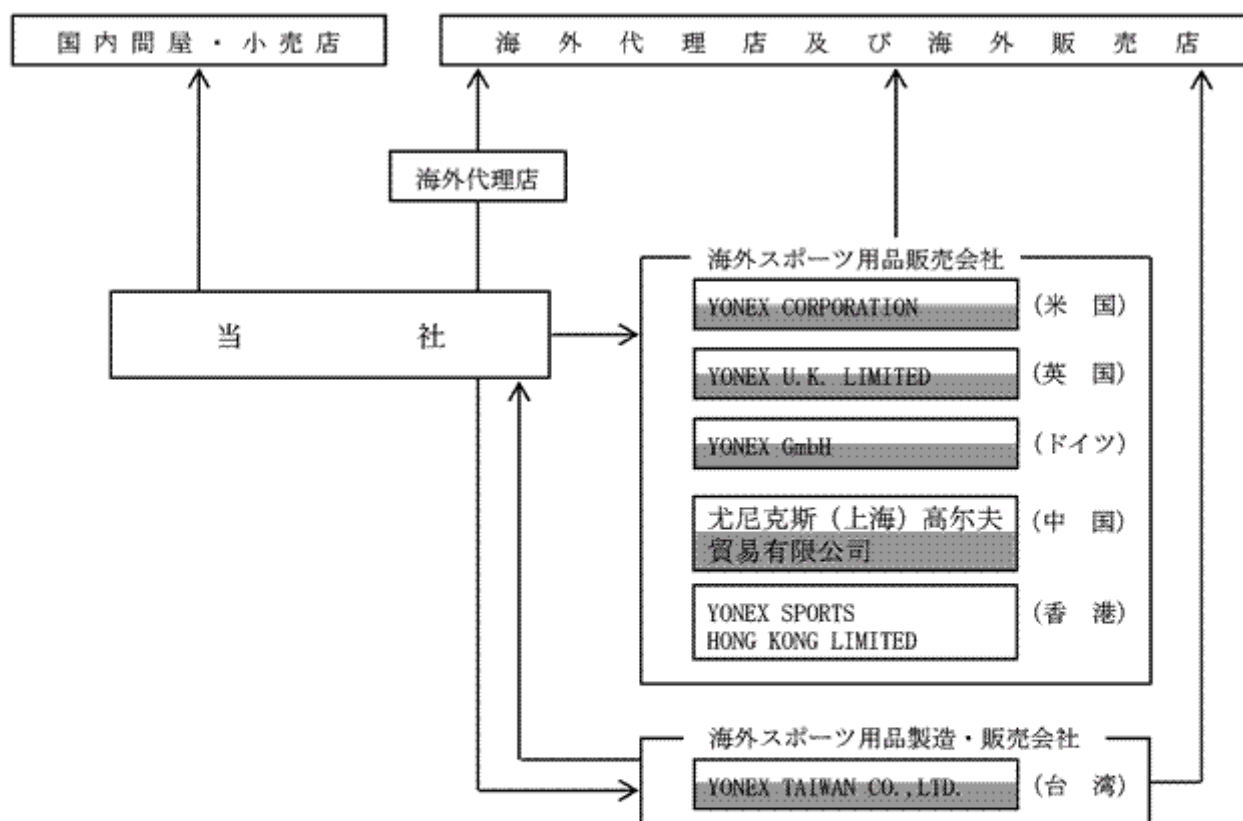 国内問屋・小売店
海外代理店及び海外販売店
海外代理店
当社
海外スポーツ用品販売会社
YONEX CORPORATION (米国)
YONEX U.K. LIMITED (英国)
YONEX GmbH (ドイツ)
尤尼克斯(上海)高尔夫 (中国)
貿易有限公司
YONEX SPORTS (香港)
HONG KONG LIMITED
海外スポーツ用品製造・販売会社
YONEX TAIWAN CO.,LTD. (台湾)